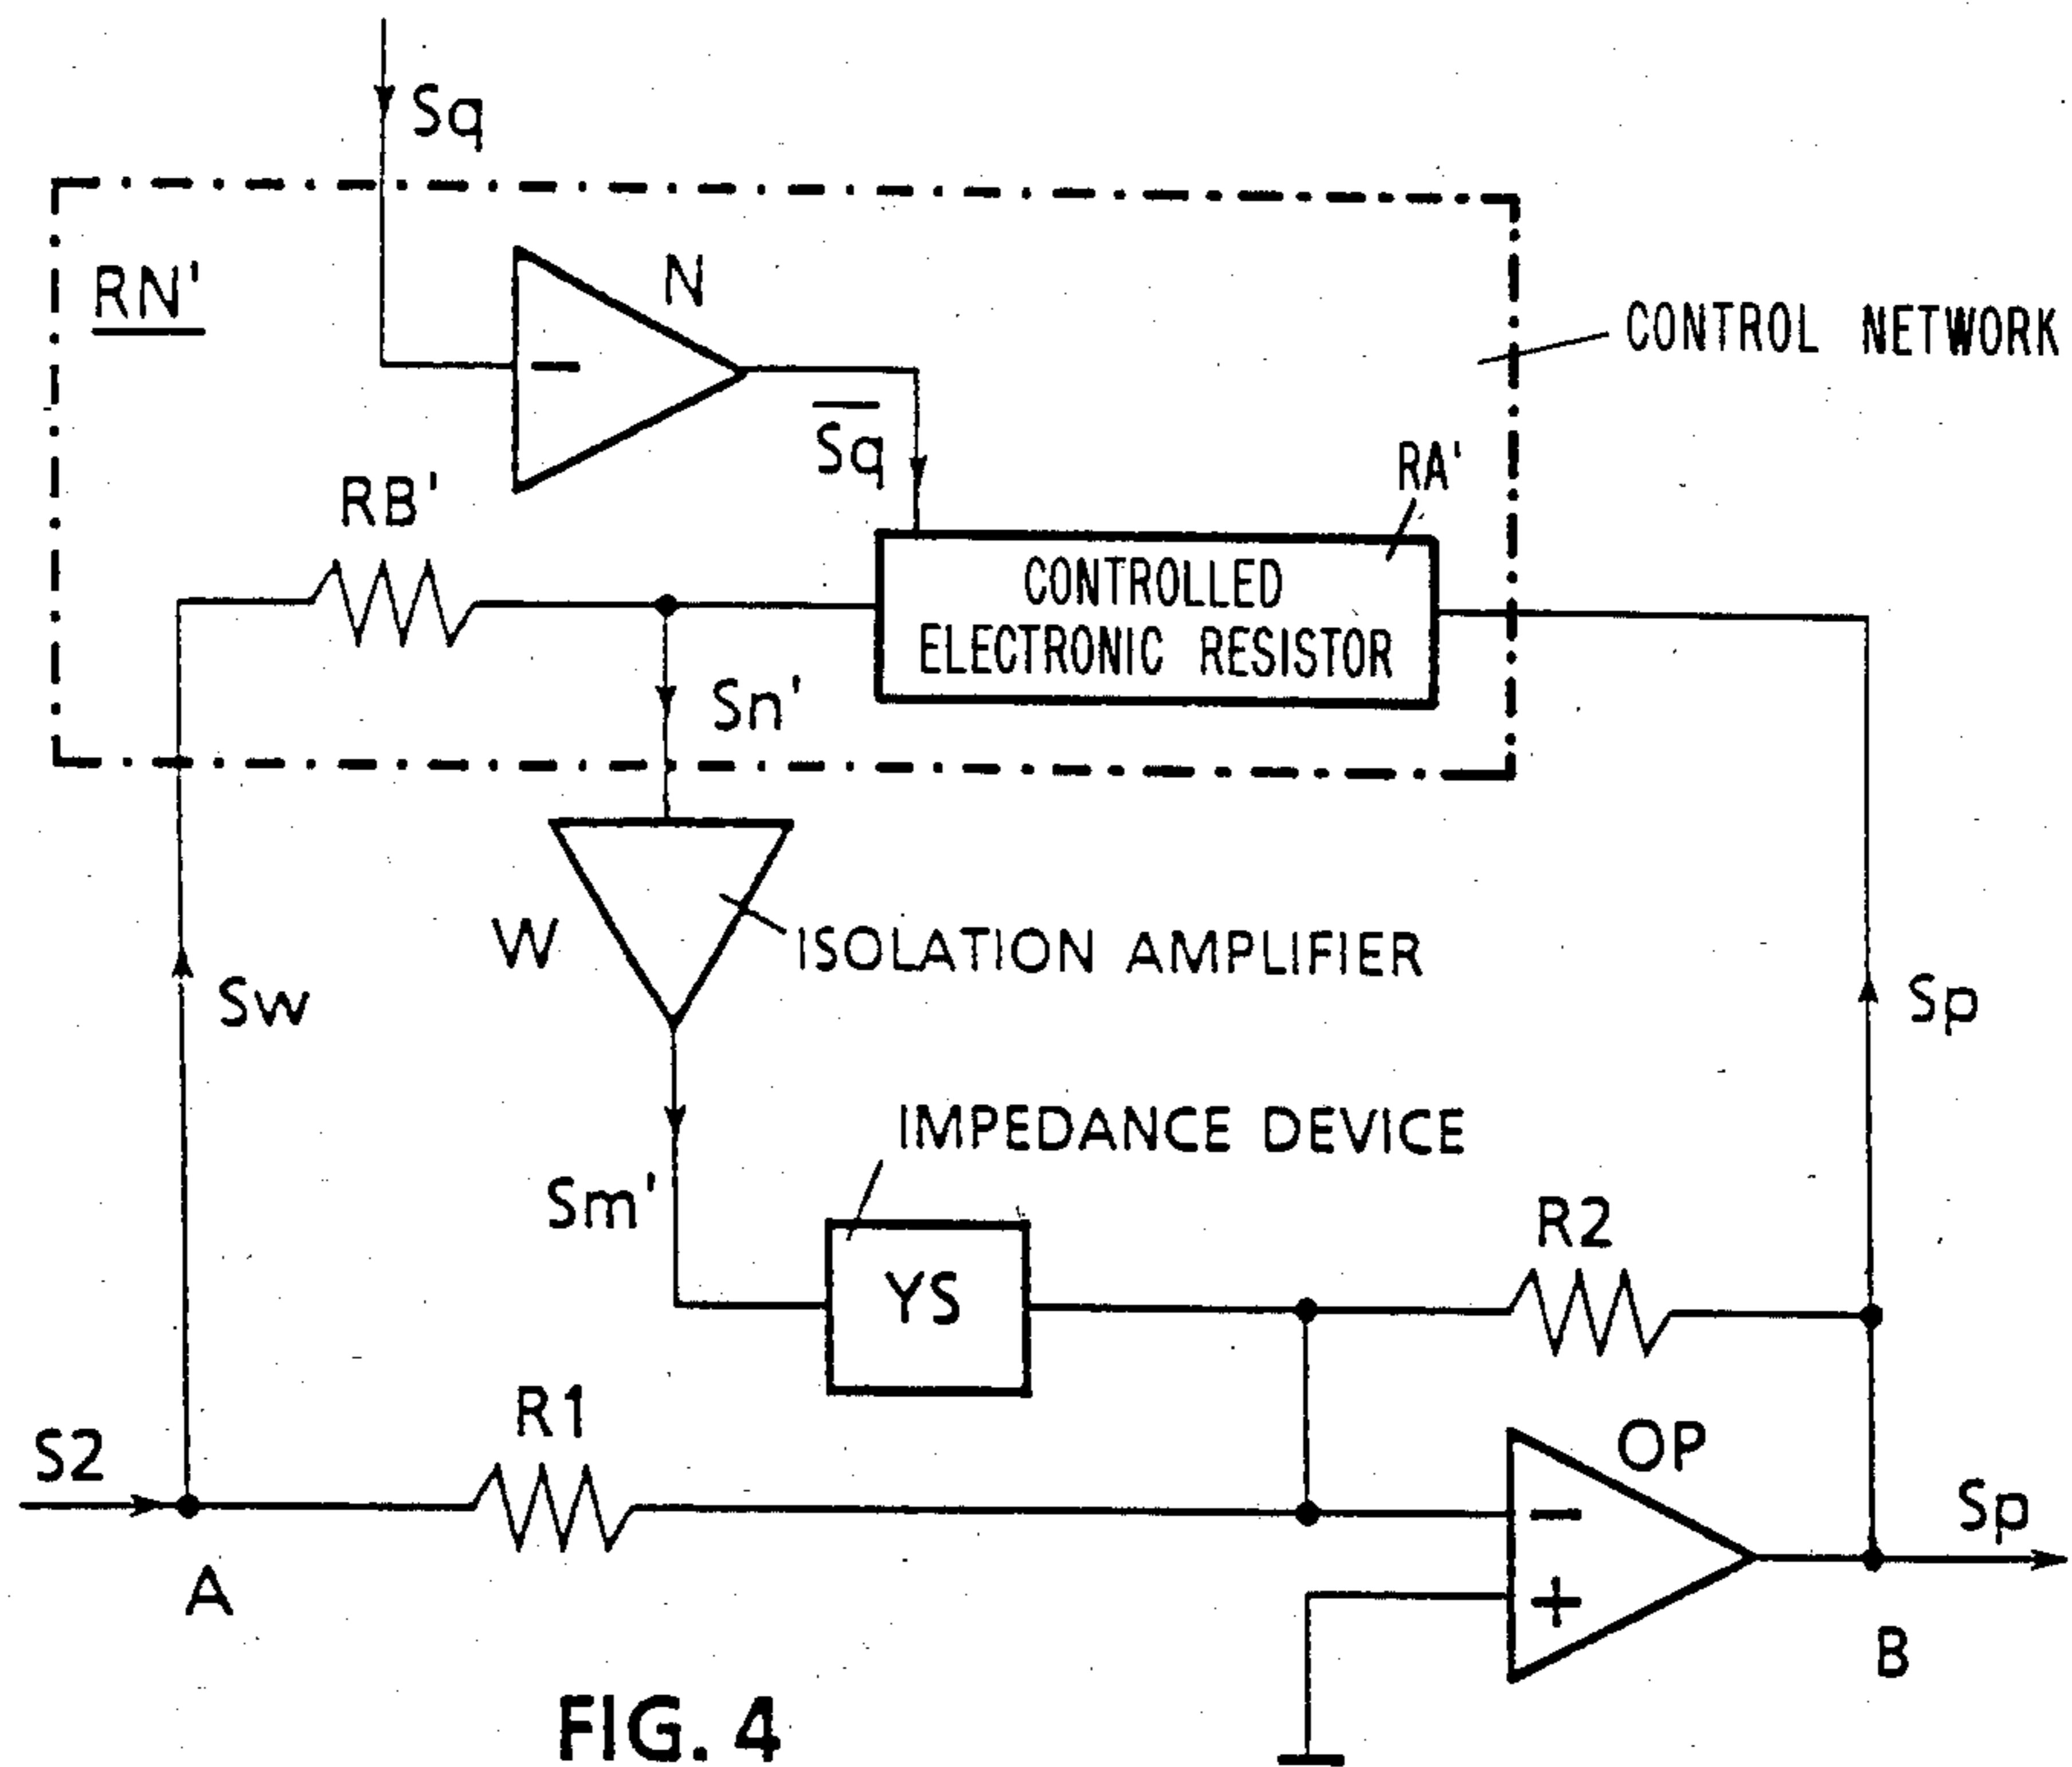 Sq
RN'
N
CONTROL NETWORK
S̅q̅
RA'
RB'
CONTROLLED
ELECTRONIC RESISTOR
Sn'
W
ISOLATION AMPLIFIER
Sw
Sp
IMPEDANCE DEVICE
Sm'
YS
R2
R1
S2
OP
−
+
Sp
A
B
FIG. 4